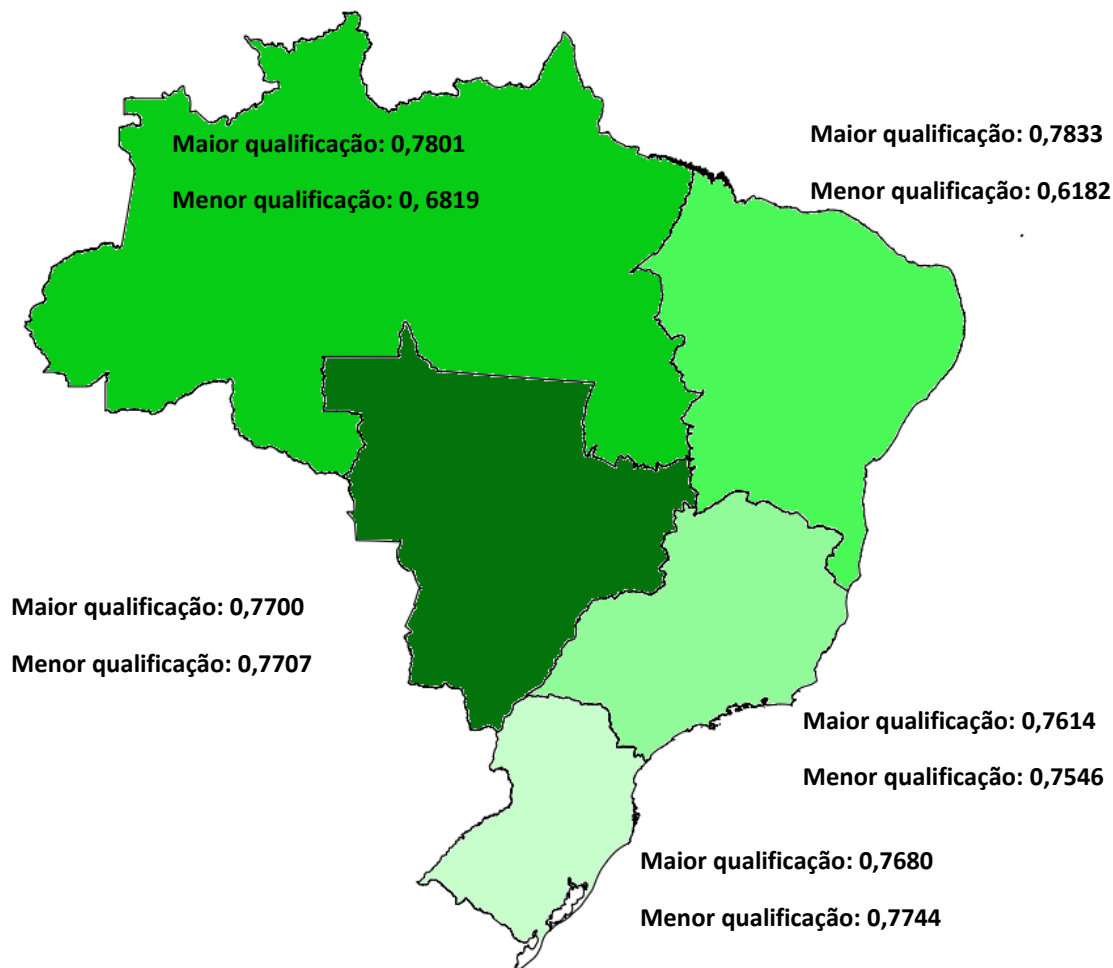 Maior qualificação: 0,7801
Menor qualificação: 0, 6819
Maior qualificação: 0,7833
Menor qualificação: 0,6182
Maior qualificação: 0,7700
Menor qualificação: 0,7707
Maior qualificação: 0,7614
Menor qualificação: 0,7546
Maior qualificação: 0,7680
Menor qualificação: 0,7744